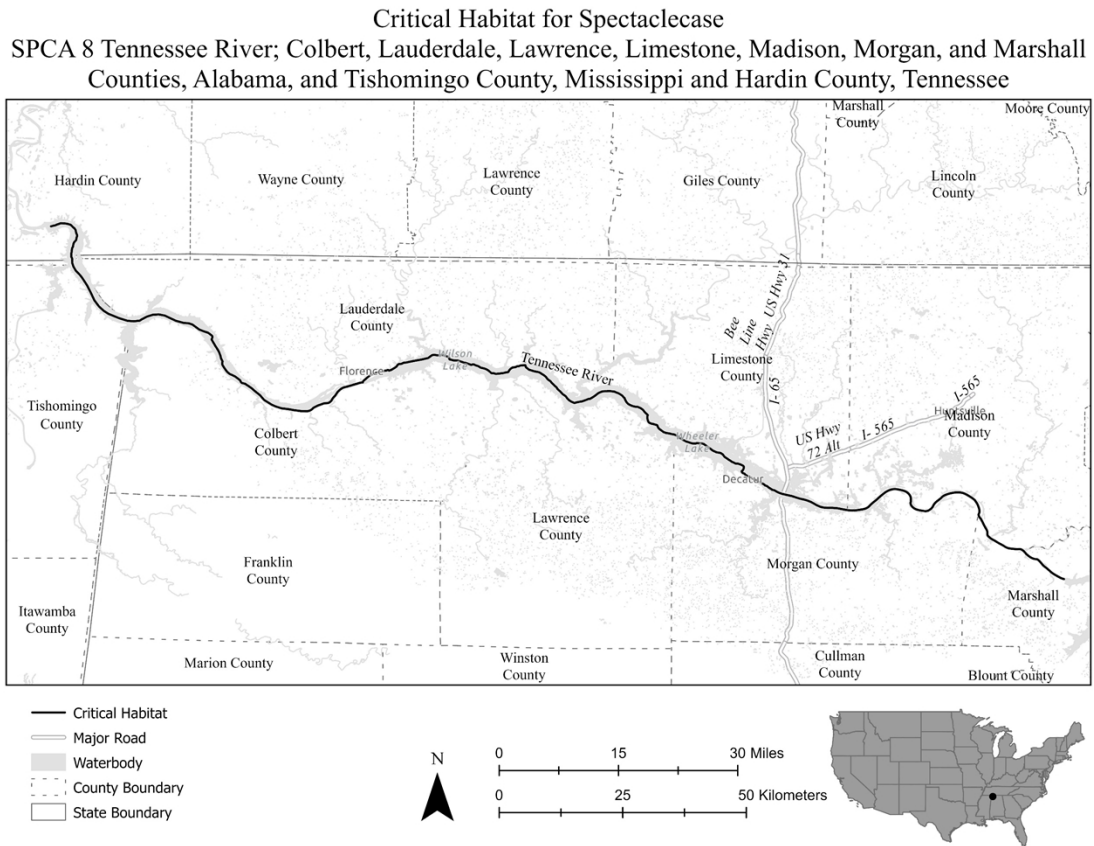 Critical Habitat for Spectaclecase
SPCA 8 Tennessee River; Colbert, Lauderdale, Lawrence, Limestone, Madison, Morgan, and Marshall
Counties, Alabama, and Tishomingo County, Mississippi and Hardin County, Tennessee
Marshall
County
Moore County
Hardin County
Wayne County
Lawrence
County
Giles County
Lincoln
County
Lauderdale
County
Bee
Line
Hwy
US Hwy 31
Limestone
County
I- 65
Florence
Wilson
Lake
Tennessee River
Tishomingo
County
Colbert
County
Wheeler
Lake
Decatur
US Hwy
72 Alt
I- 565
I-565
Huntsville
Madison
County
Lawrence
County
Franklin
County
Morgan County
Itawamba
County
Marshall
County
Marion County
Winston
County
Cullman
County
Blount County
Critical Habitat
Major Road
Waterbody
County Boundary
State Boundary
N
0 15 30 Miles
0 25 50 Kilometers